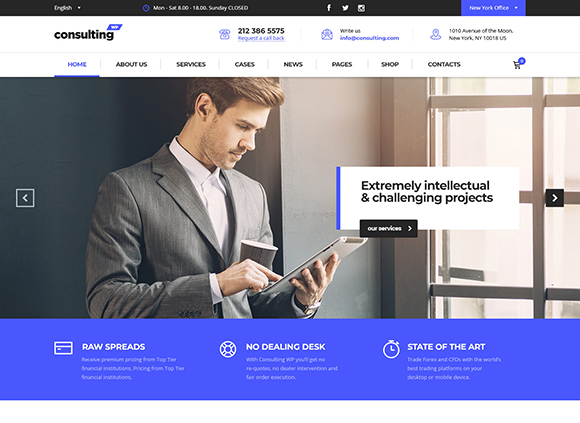 English
Mon - Sat 8.00 - 18.00. Sunday CLOSED
New York Office
consulting WP
212 386 5575
Request a call back
Write us
info@consulting.com
1010 Avenue of the Moon,
New York, NY 10018 US
HOME ABOUT US SERVICES CASES NEWS PAGES SHOP CONTACTS 0
Extremely intellectual
& challenging projects
our services
RAW SPREADS
Receive premium pricing from Top Tier
financial institutions. Pricing from Top Tier
financial institutions.
NO DEALING DESK
With Consulting WP you'll get no
re-quotes, no dealer intervention and
fair order execution.
STATE OF THE ART
Trade Forex and CFDs with the world's
best trading platforms on your
desktop or mobile device.